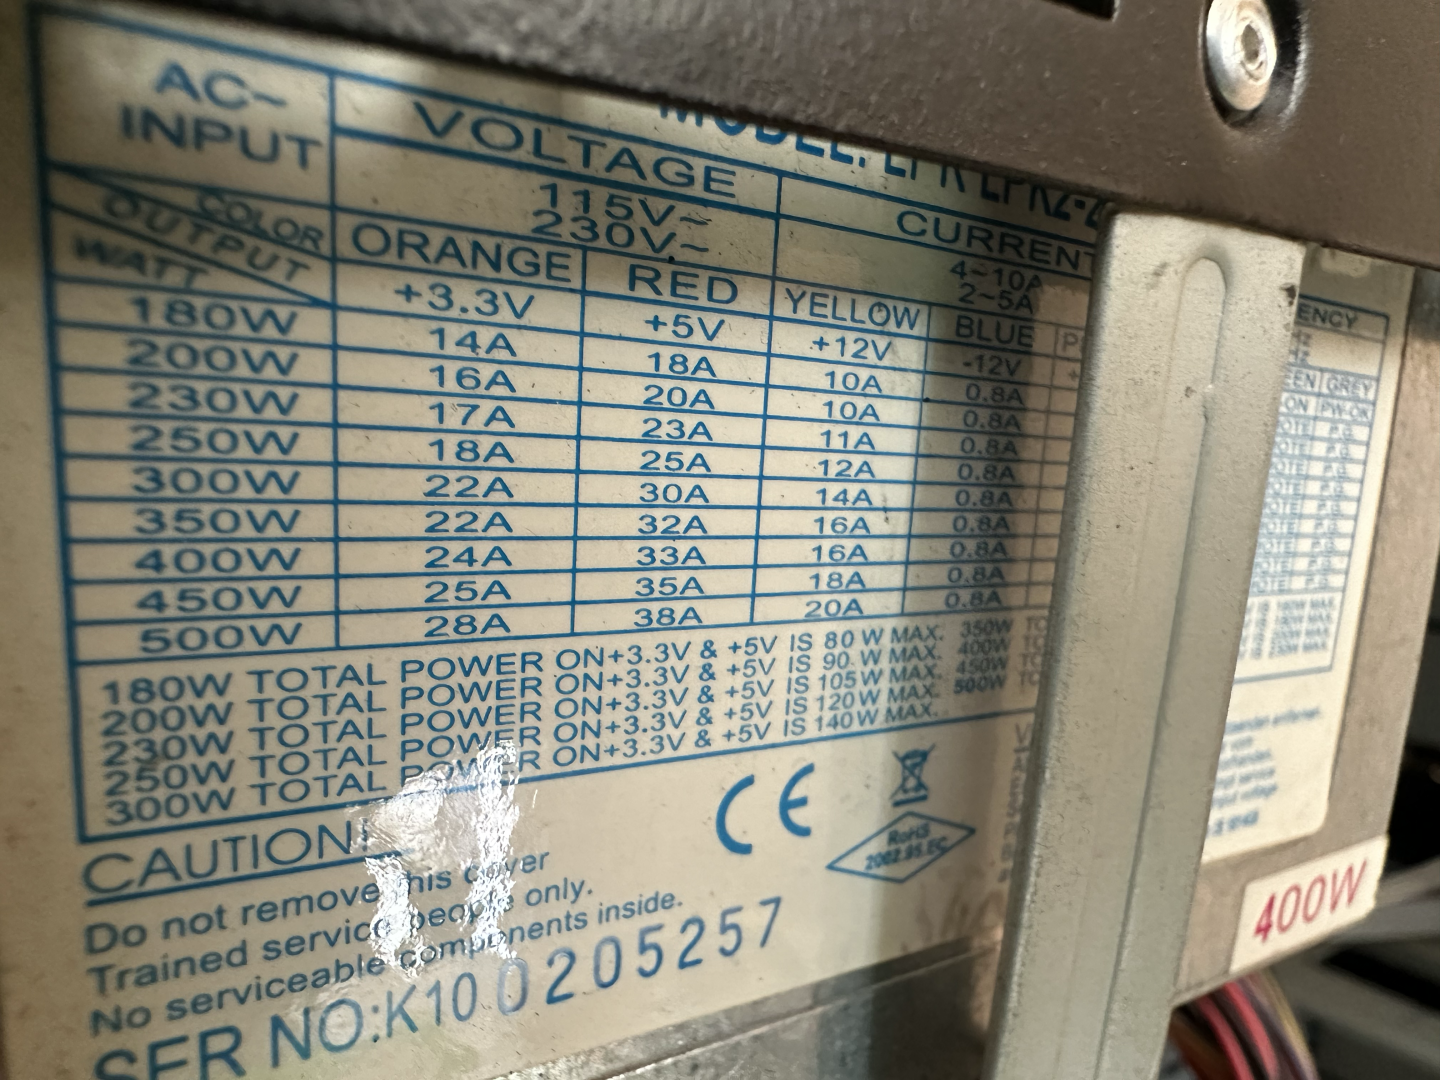 AC~ INPUT VOLTAGE CURRENT
115V~ 4~10A
230V~ 2~5A
COLOR ORANGE RED YELLOW BLUE GREY
OUTPUT +3.3V +5V +12V -12V PW-ON
WATT
180W 14A 18A 10A 0.8A P.G.
200W 16A 20A 10A 0.8A P.G.
230W 17A 23A 11A 0.8A P.G.
250W 18A 25A 12A 0.8A P.G.
300W 22A 30A 14A 0.8A P.G.
350W 22A 32A 16A 0.8A P.G.
400W 24A 33A 16A 0.8A P.G.
450W 25A 35A 18A 0.8A P.G.
500W 28A 38A 20A 0.8A P.G.
180W TOTAL POWER ON+3.3V & +5V IS 80 W MAX. 350W
200W TOTAL POWER ON+3.3V & +5V IS 90 W MAX. 400W
230W TOTAL POWER ON+3.3V & +5V IS 105 W MAX. 450W
250W TOTAL POWER ON+3.3V & +5V IS 120 W MAX. 500W
300W TOTAL POWER ON+3.3V & +5V IS 140 W MAX.
CE
RoHS
2002.95.EC
CAUTION!
Do not remove this cover
Trained service people only.
No serviceable components inside.
SER NO:K100205257
400W